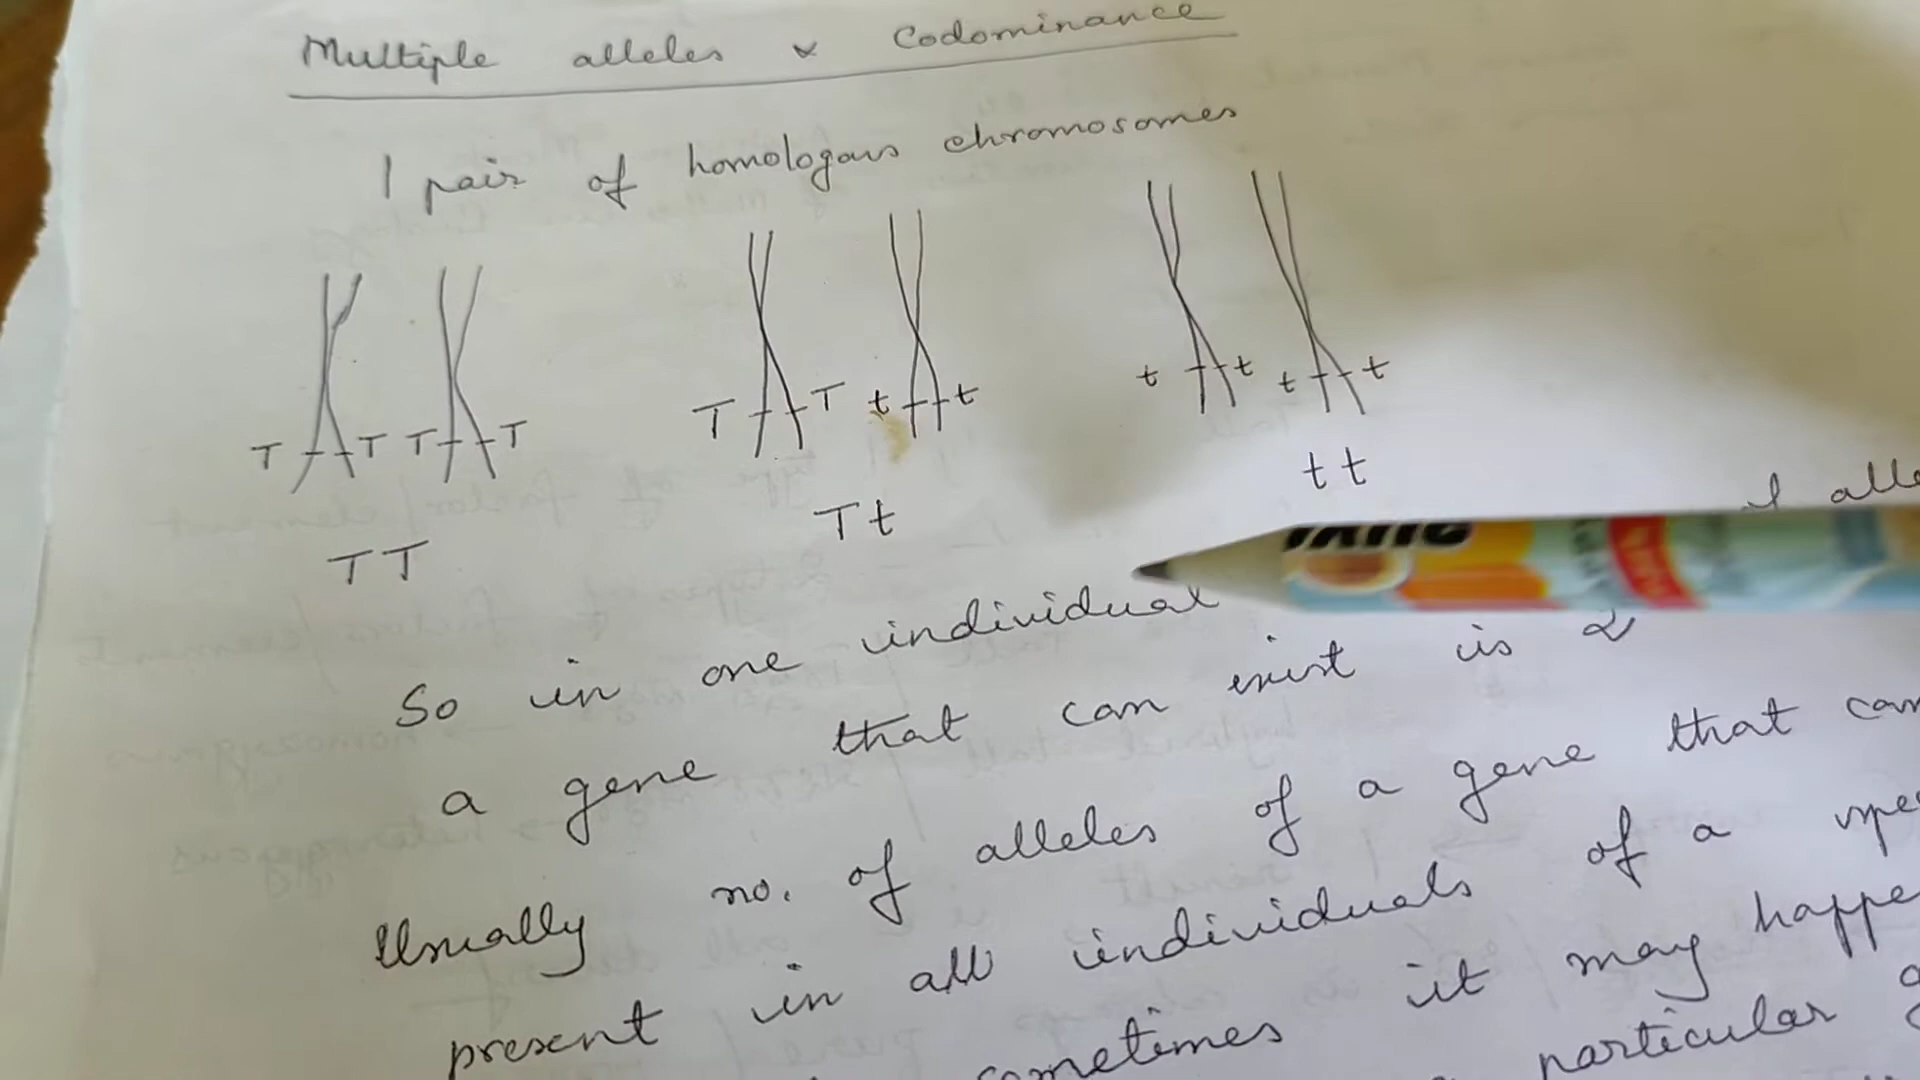 Multiple alleles & Codominance
1 pair of homologous chromosomes
T T T T T T t t t t t t
TT Tt tt
So in one individual
a gene that can exist is 2
Usually no. of alleles of a gene that can
present in all individuals of a
sometimes it may
particular